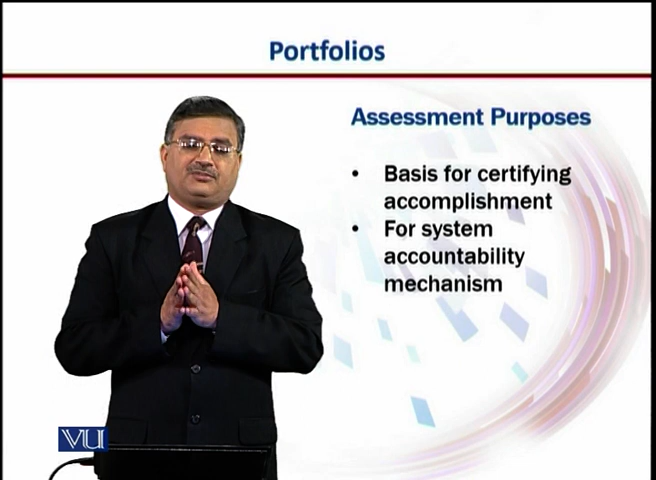 Portfolios
Assessment Purposes
• Basis for certifying
accomplishment
• For system
accountability
mechanism
VU